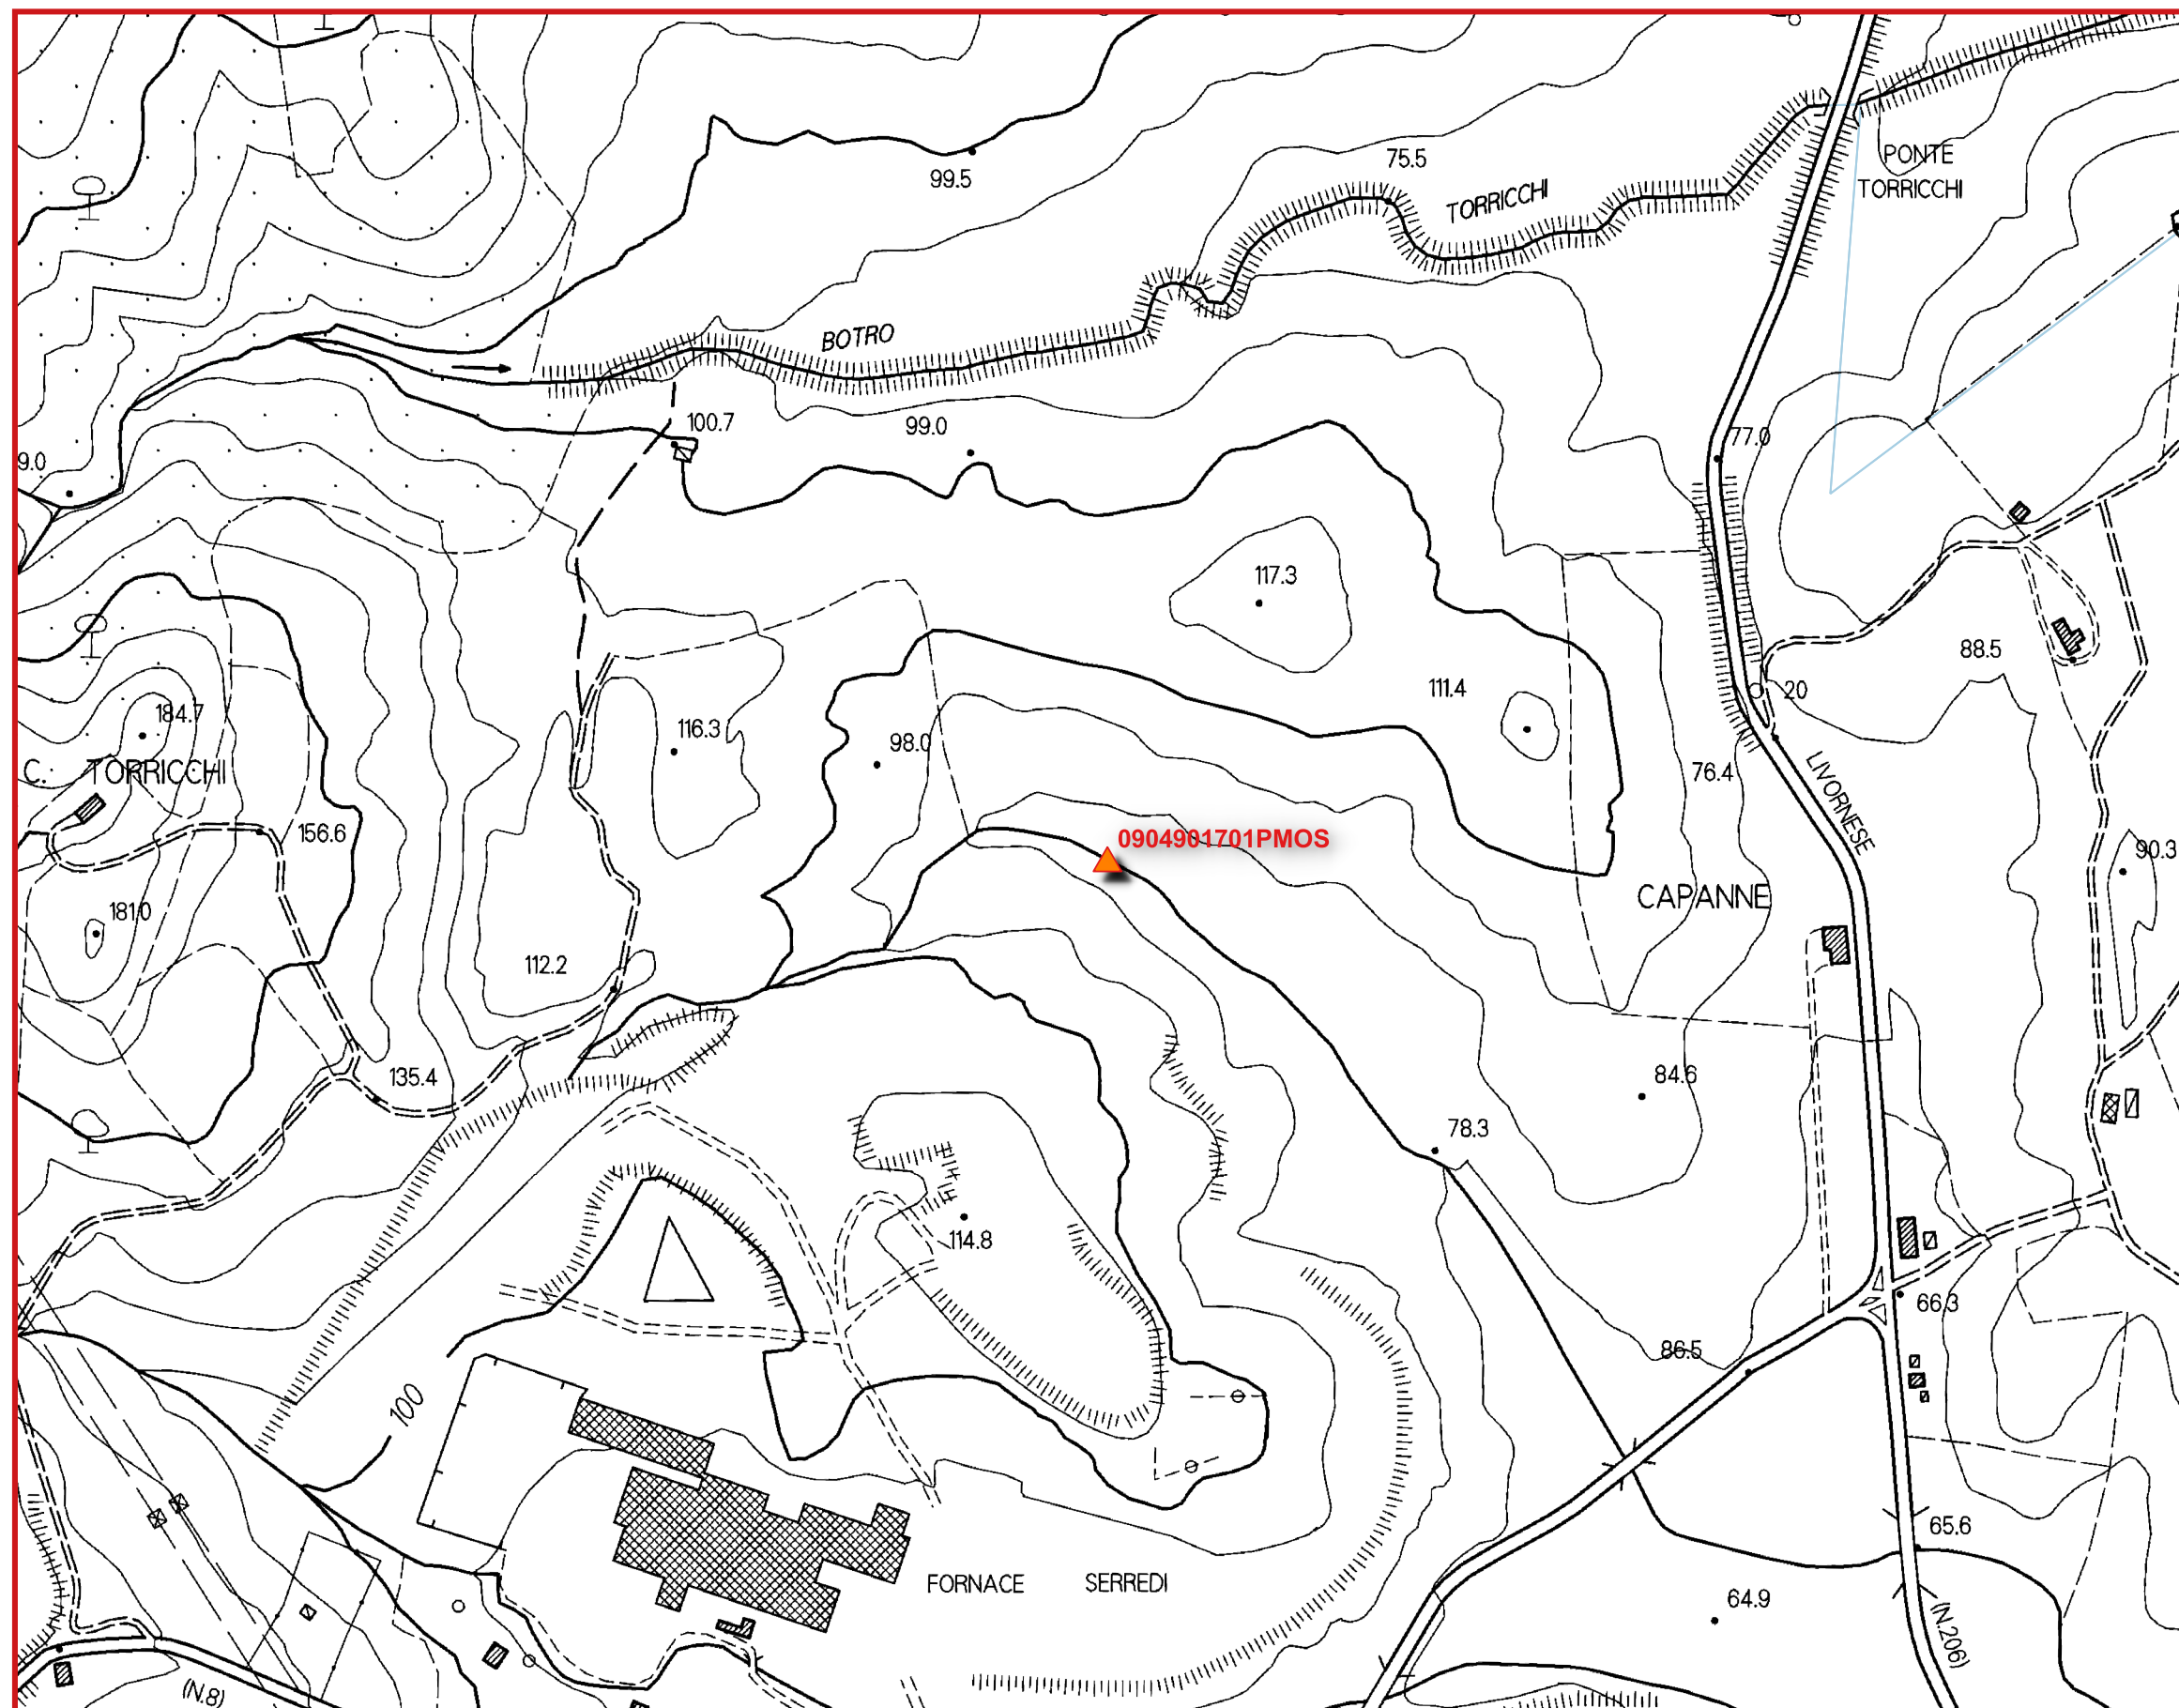 PONTE
TORRICCHI
75.5
99.5
TORRICCHI
BOTRO
100.7
99.0
77.0
9.0
117.3
88.5
111.4
20
184.7
116.3
98.0
C. TORRICCHI
76.4
LIVORNESE
156.6
0904901701PMOS
90.3
CAPANNE
181.0
112.2
135.4
84.6
78.3
114.8
66.3
86.5
100
65.6
FORNACE SERREDI
64.9
(N.206)
(N.8)